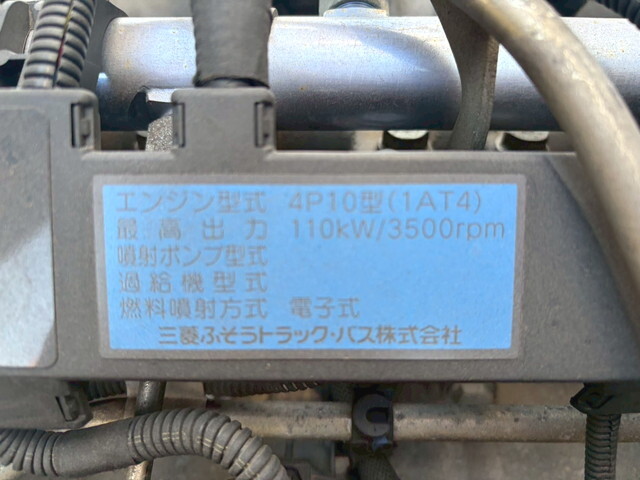 エンジン型式 4P10型(1AT4)
最高出力 110kW/3500rpm
噴射ポンプ型式
過給機型式
燃料噴射方式 電子式
三菱ふそうトラック・バス株式会社